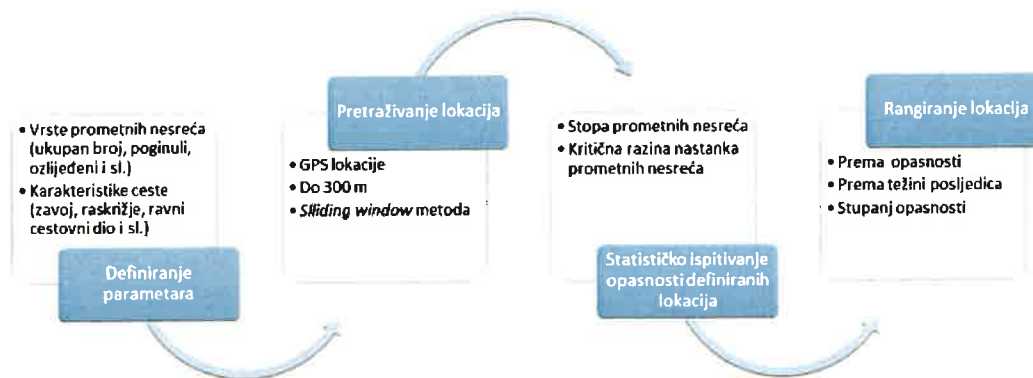 • Vrste prometnih nesreća
(ukupan broj, poginuli,
ozlijeđeni i sl.)
• Karakteristike ceste
(zavoj, raskrižje, ravni
cestovni dio i sl.)
Definiranje
parametara
Pretraživanje lokacija
• GPS lokacije
• Do 300 m
• Slliding window metoda
• Stopa prometnih nesreća
• Kritična razina nastanka
prometnih nesreća
Statističko ispitivanje
opasnosti definiranih
lokacija
Rangiranje lokacija
• Prema opasnosti
• Prema težini posljedica
• Stupanj opasnosti